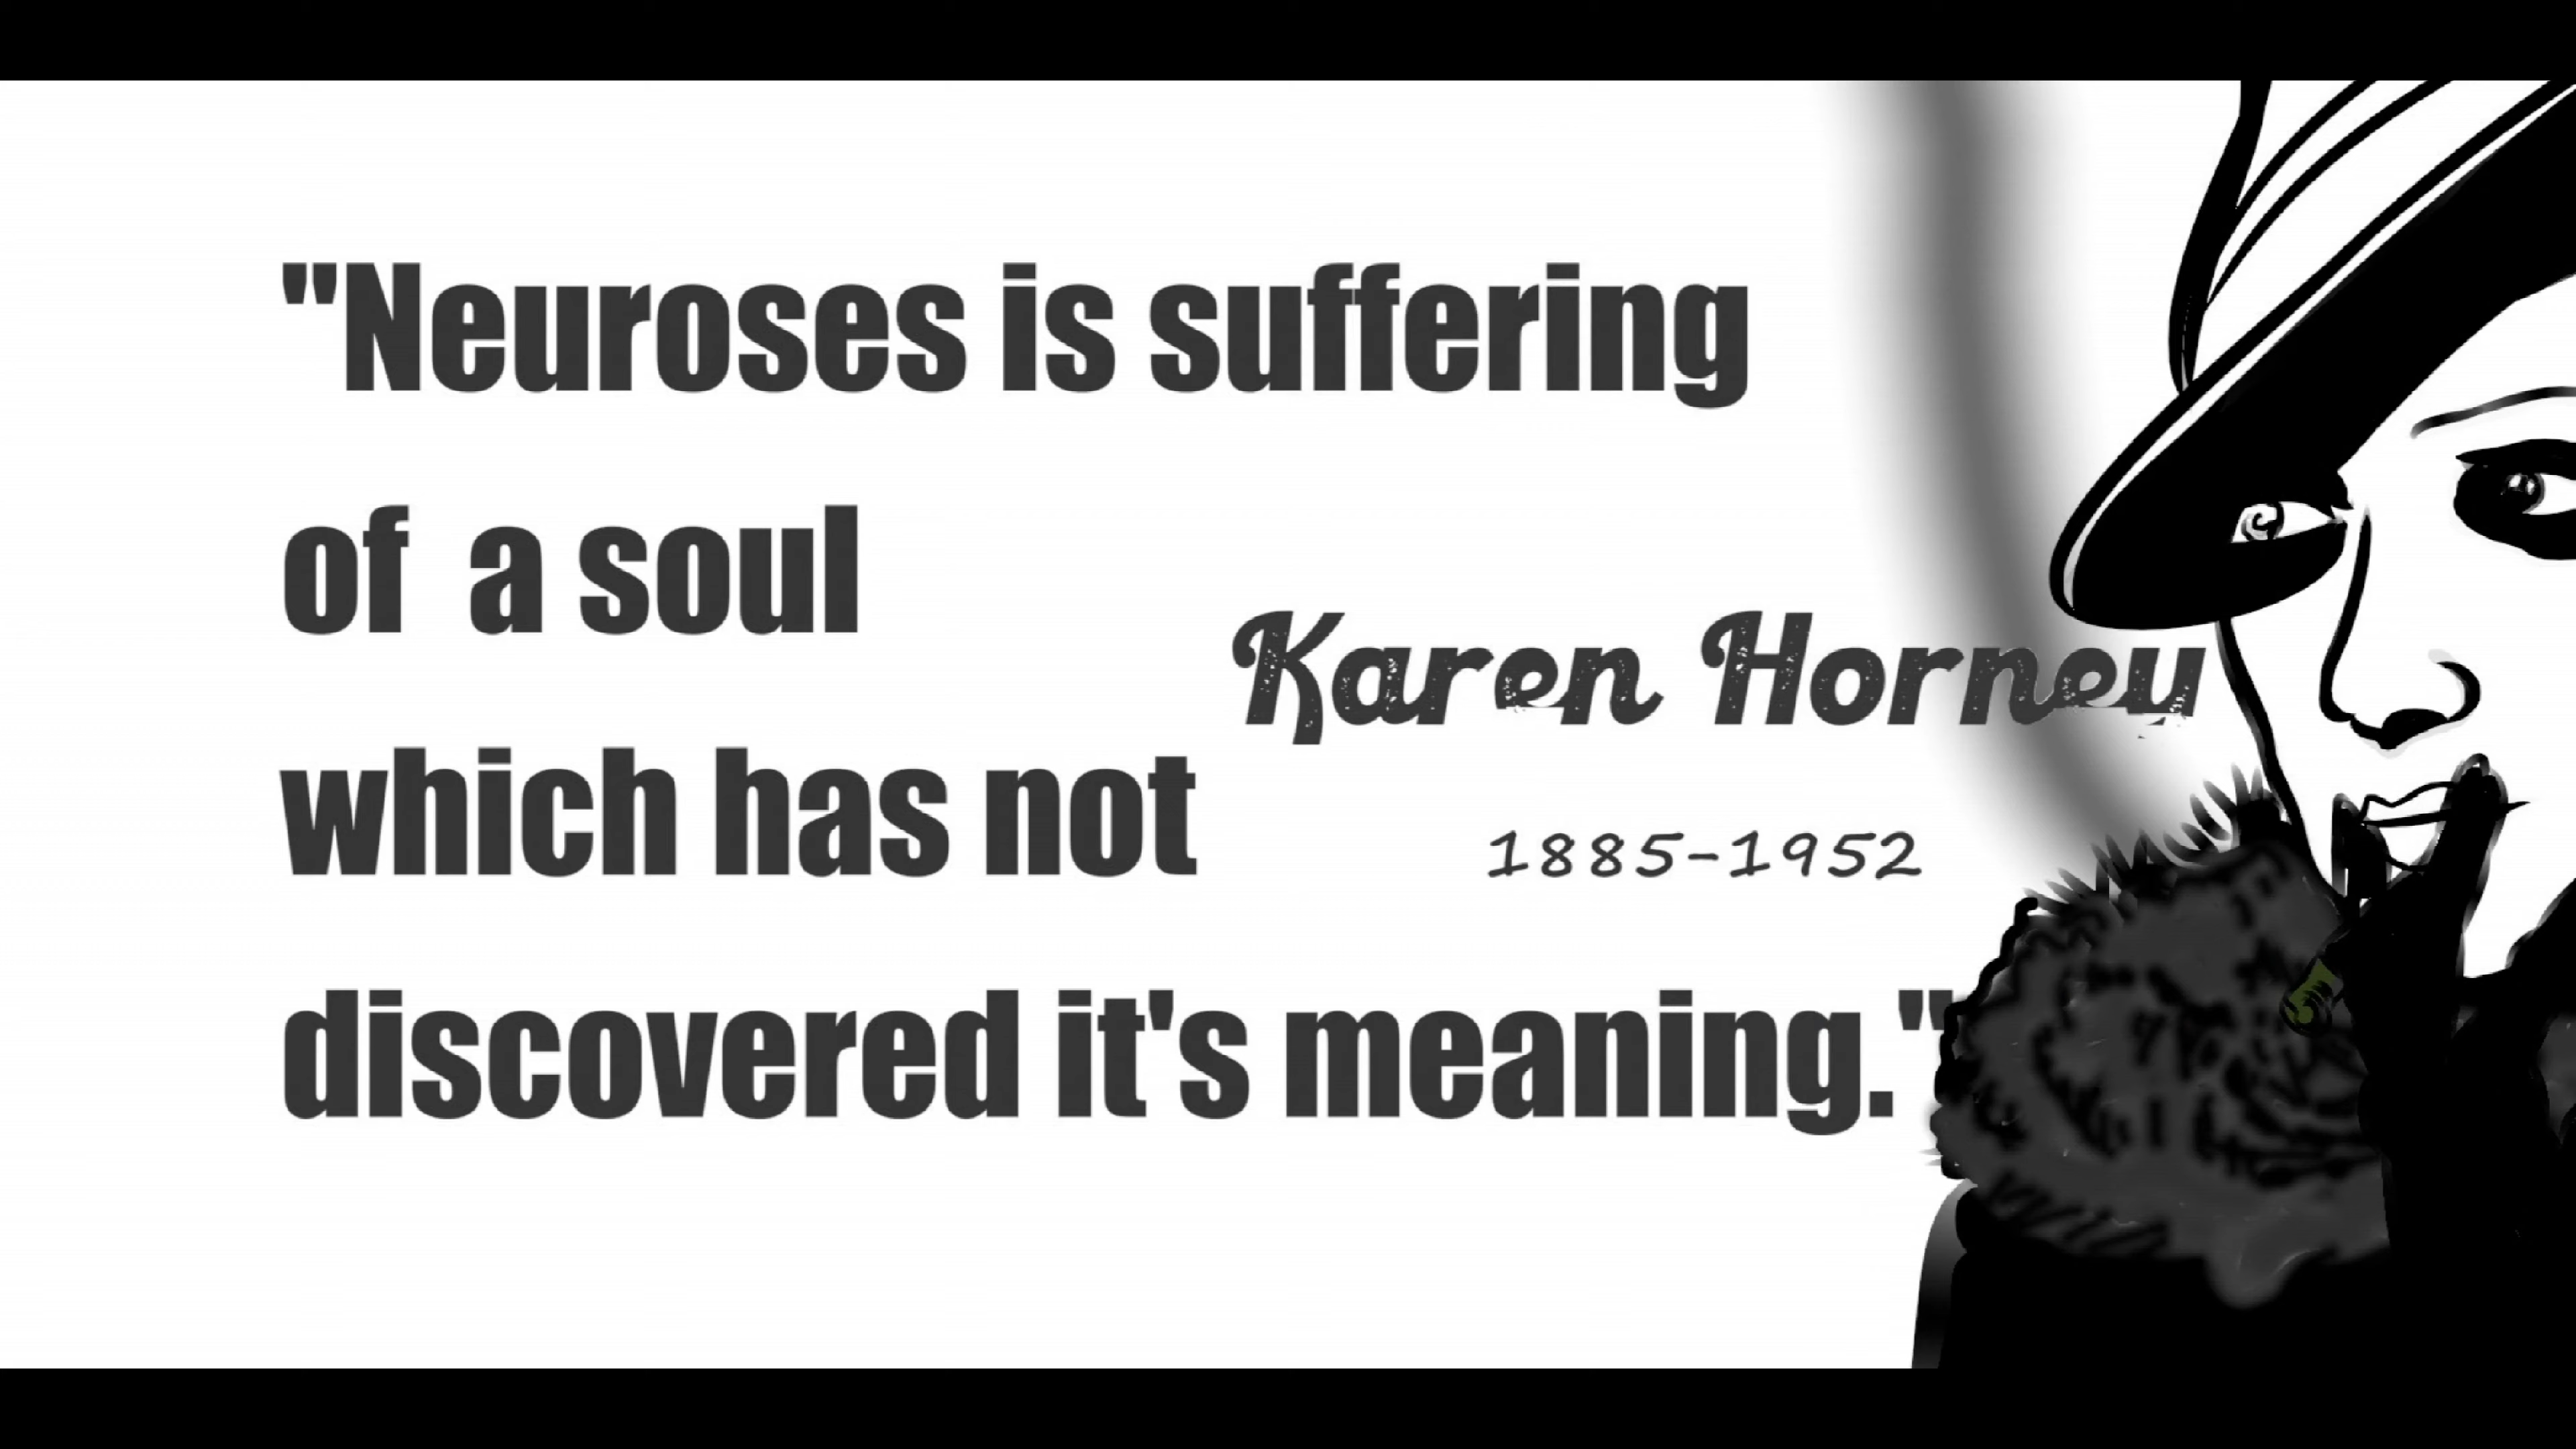 "Neuroses is suffering
of a soul
which has not
discovered it's meaning."
Karen Horney
1885-1952